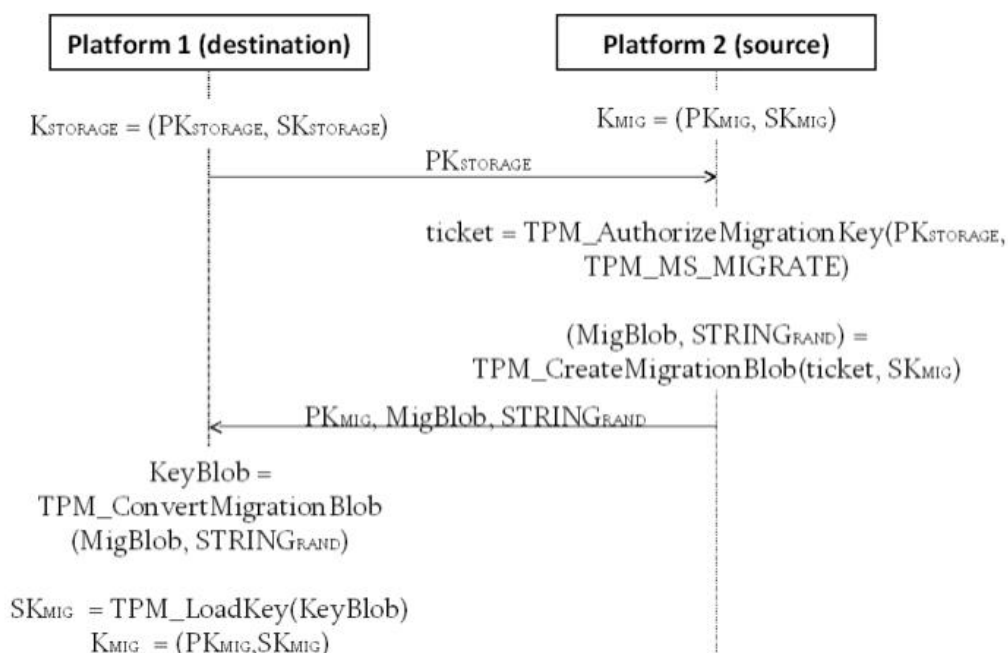 Platform 1 (destination)
Platform 2 (source)
KSTORAGE = (PKSTORAGE, SKSTORAGE)
KMIG = (PKMIG, SKMIG)
PKSTORAGE
ticket = TPM_AuthorizeMigrationKey(PKSTORAGE,
TPM_MS_MIGRATE)
(MigBlob, STRINGRAND) =
TPM_CreateMigrationBlob(ticket, SKMIG)
PKMIG, MigBlob, STRINGRAND
KeyBlob =
TPM_ConvertMigrationBlob
(MigBlob, STRINGRAND)
SKMIG = TPM_LoadKey(KeyBlob)
KMIG = (PKMIG,SKMIG)